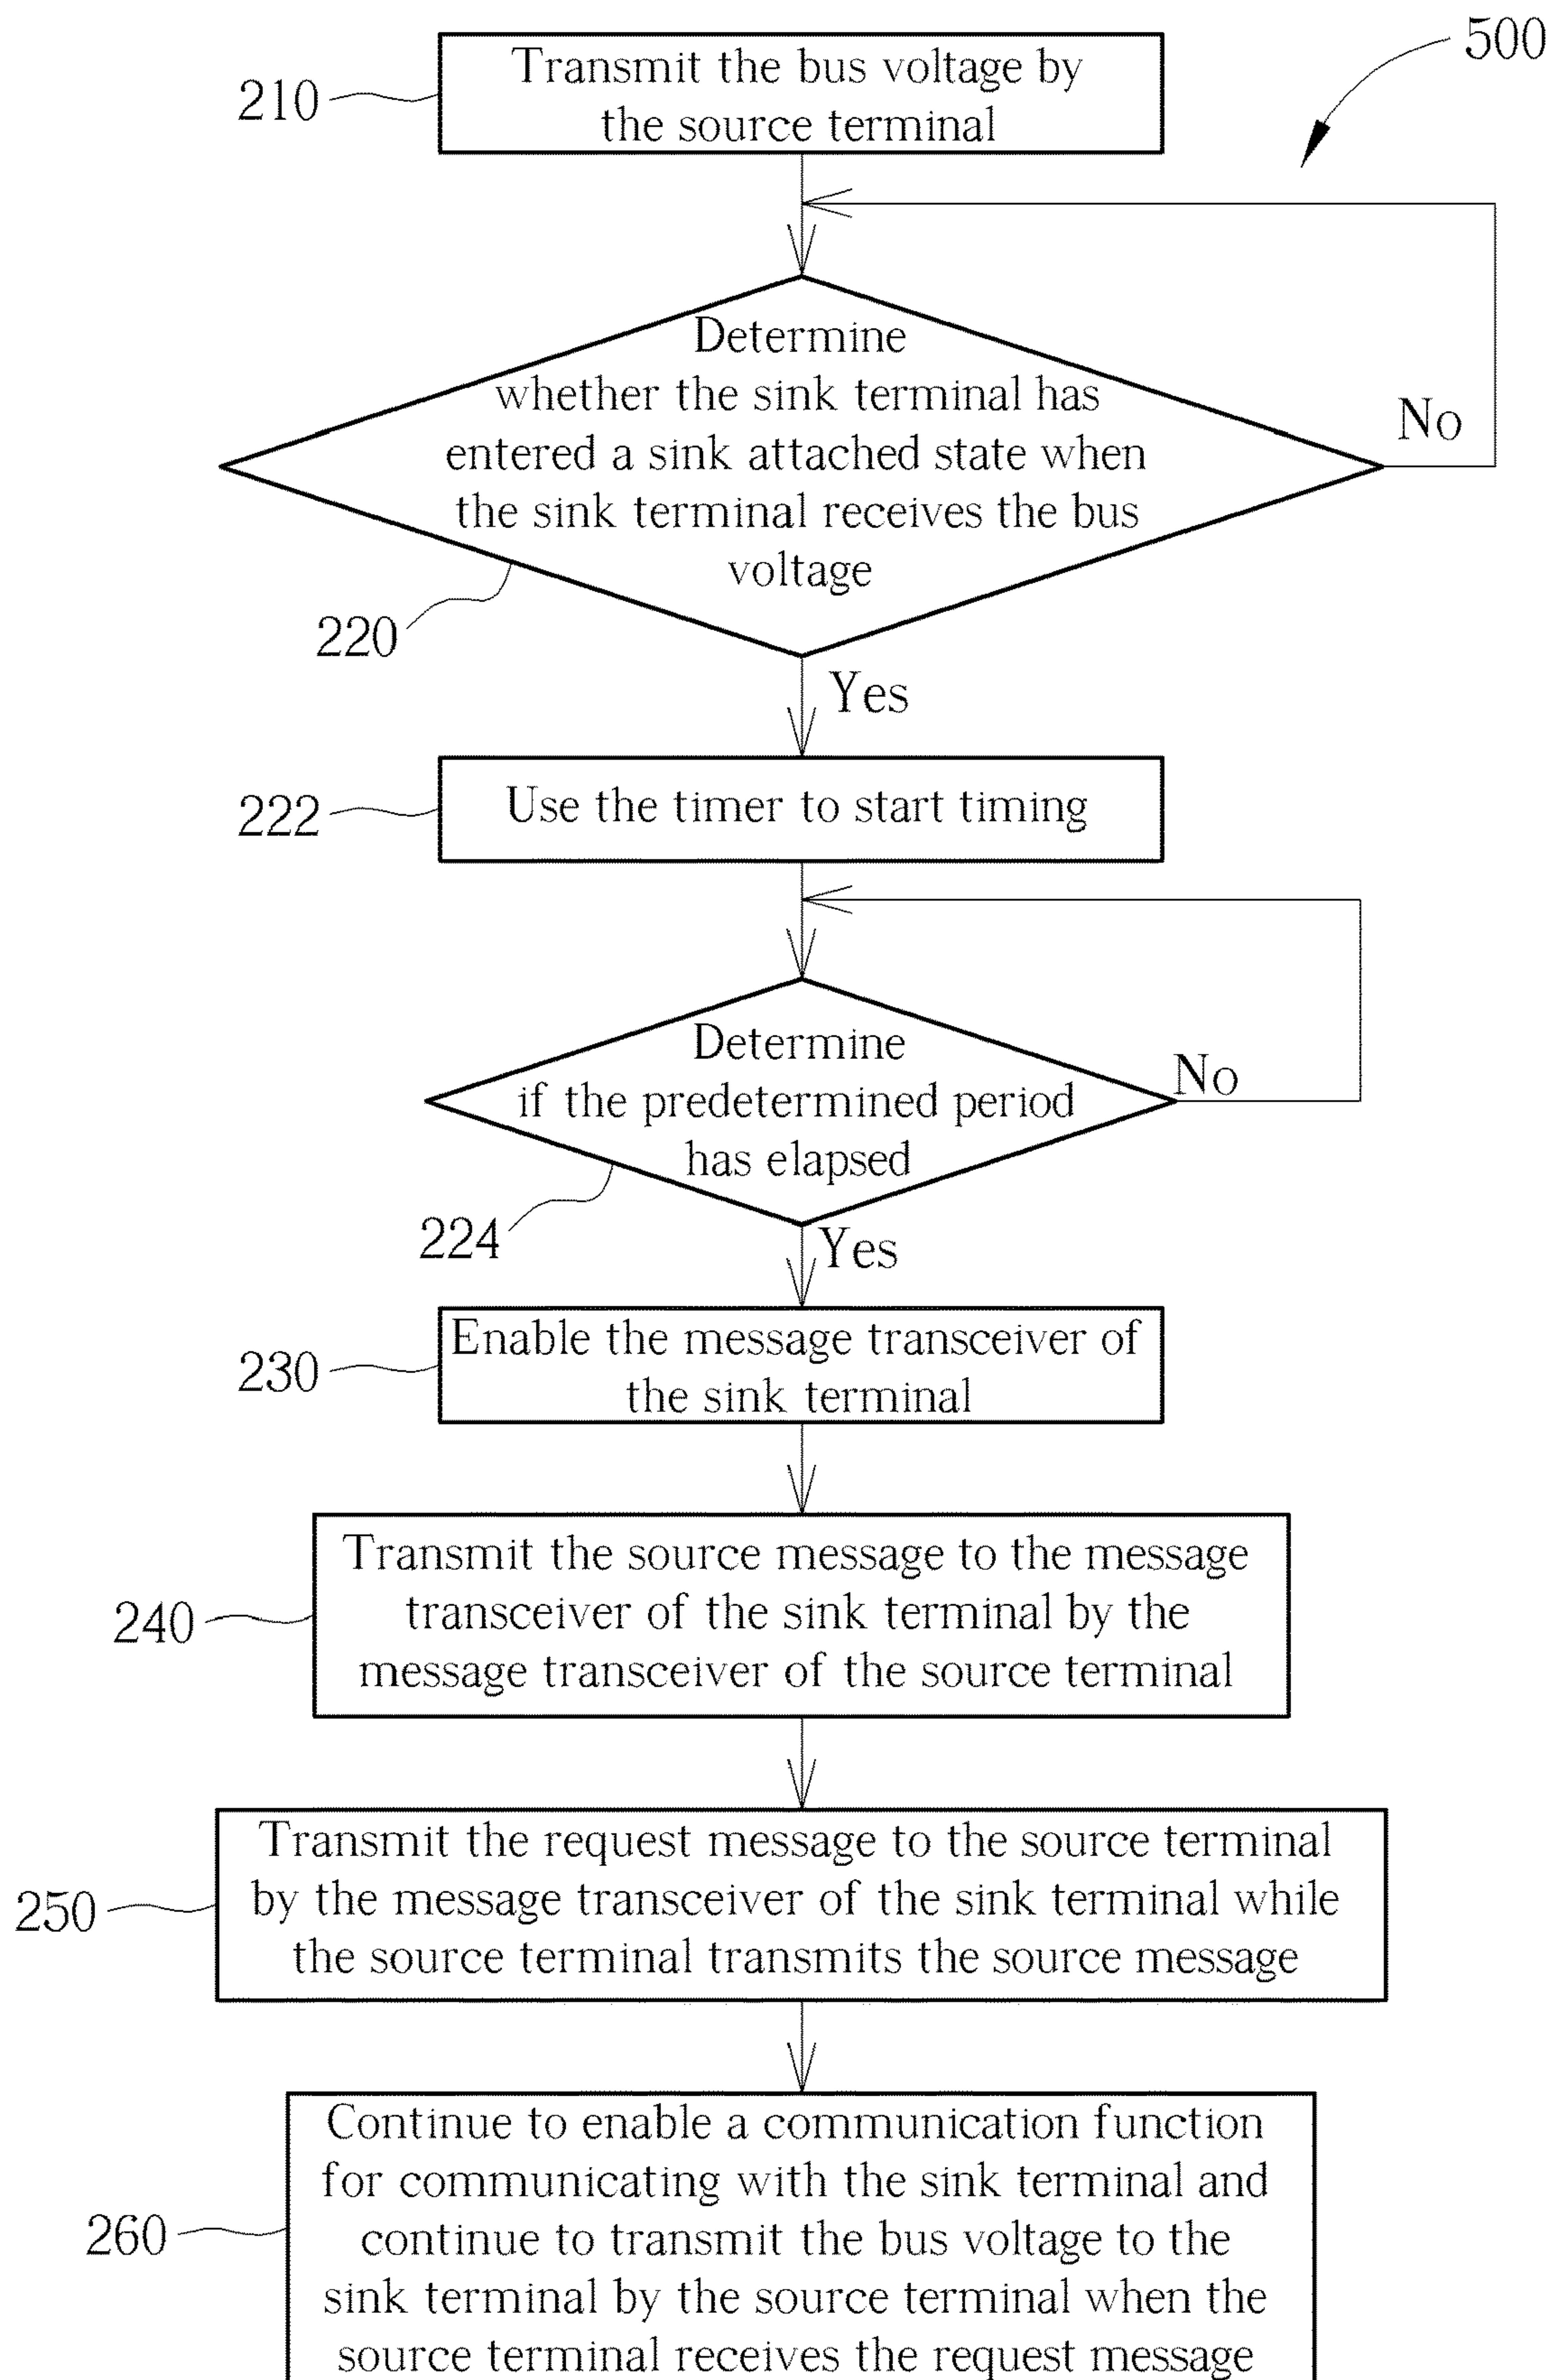 500
210
Transmit the bus voltage by
the source terminal
Determine
whether the sink terminal has
entered a sink attached state when
the sink terminal receives the bus
voltage
No
220
Yes
222
Use the timer to start timing
Determine
if the predetermined period
has elapsed
No
224
Yes
230
Enable the message transceiver of
the sink terminal
240
Transmit the source message to the message
transceiver of the sink terminal by the
message transceiver of the source terminal
250
Transmit the request message to the source terminal
by the message transceiver of the sink terminal while
the source terminal transmits the source message
260
Continue to enable a communication function
for communicating with the sink terminal and
continue to transmit the bus voltage to the
sink terminal by the source terminal when the
source terminal receives the request message